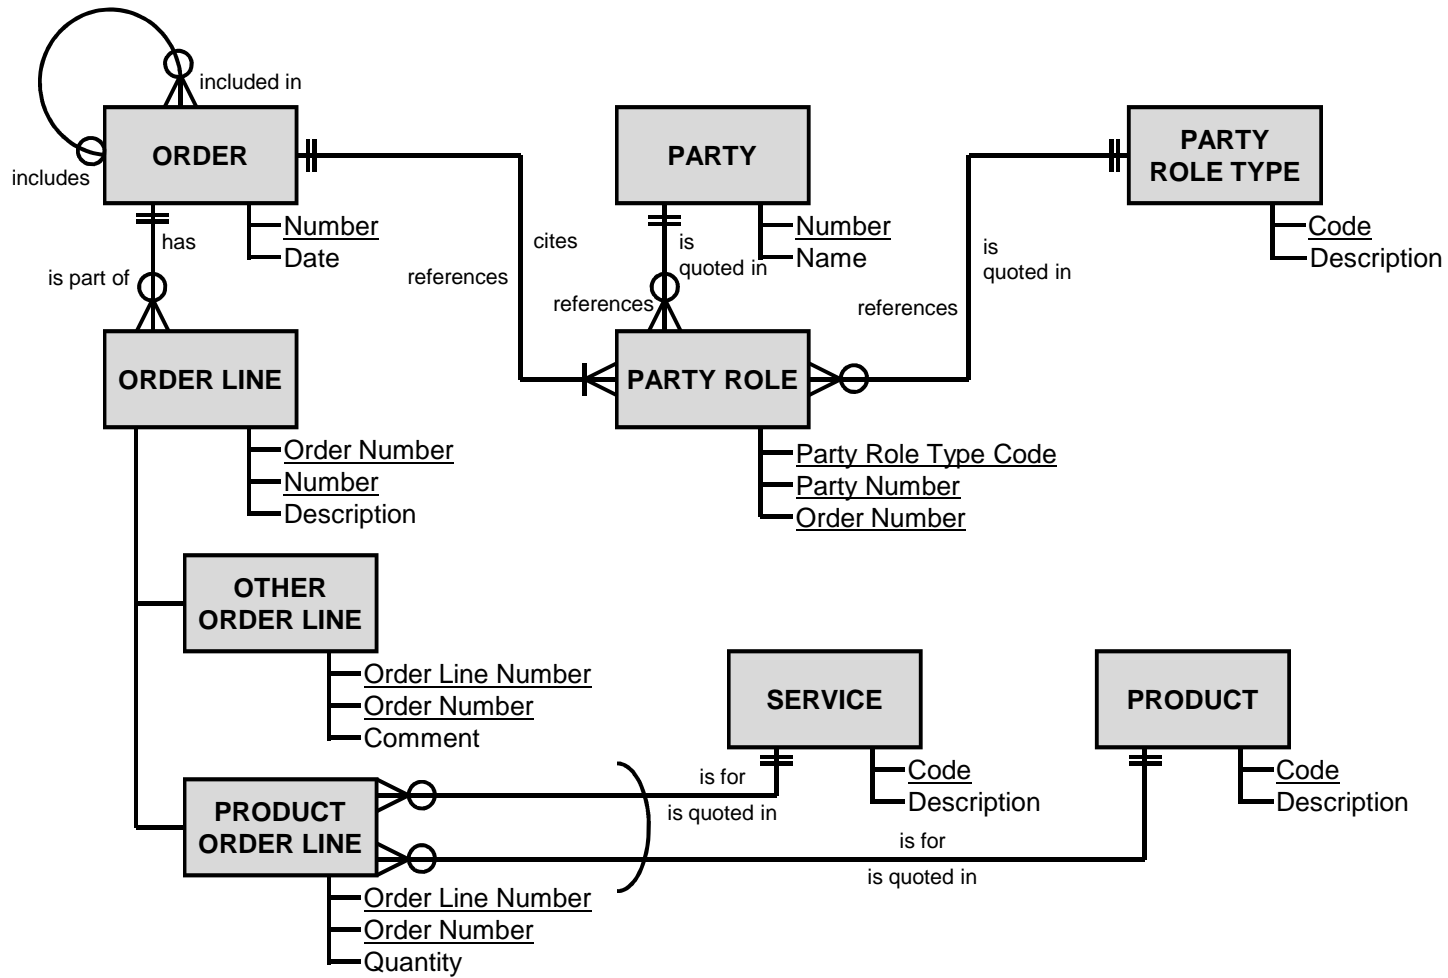 included in
ORDER
includes
Number
Date
has
is part of
cites
references
PARTY
Number
Name
is
quoted in
references
PARTY
ROLE TYPE
Code
Description
is
quoted in
references
ORDER LINE
Order Number
Number
Description
PARTY ROLE
Party Role Type Code
Party Number
Order Number
OTHER
ORDER LINE
Order Line Number
Order Number
Comment
SERVICE
Code
Description
PRODUCT
Code
Description
PRODUCT
ORDER LINE
Order Line Number
Order Number
Quantity
is for
is quoted in
is for
is quoted in